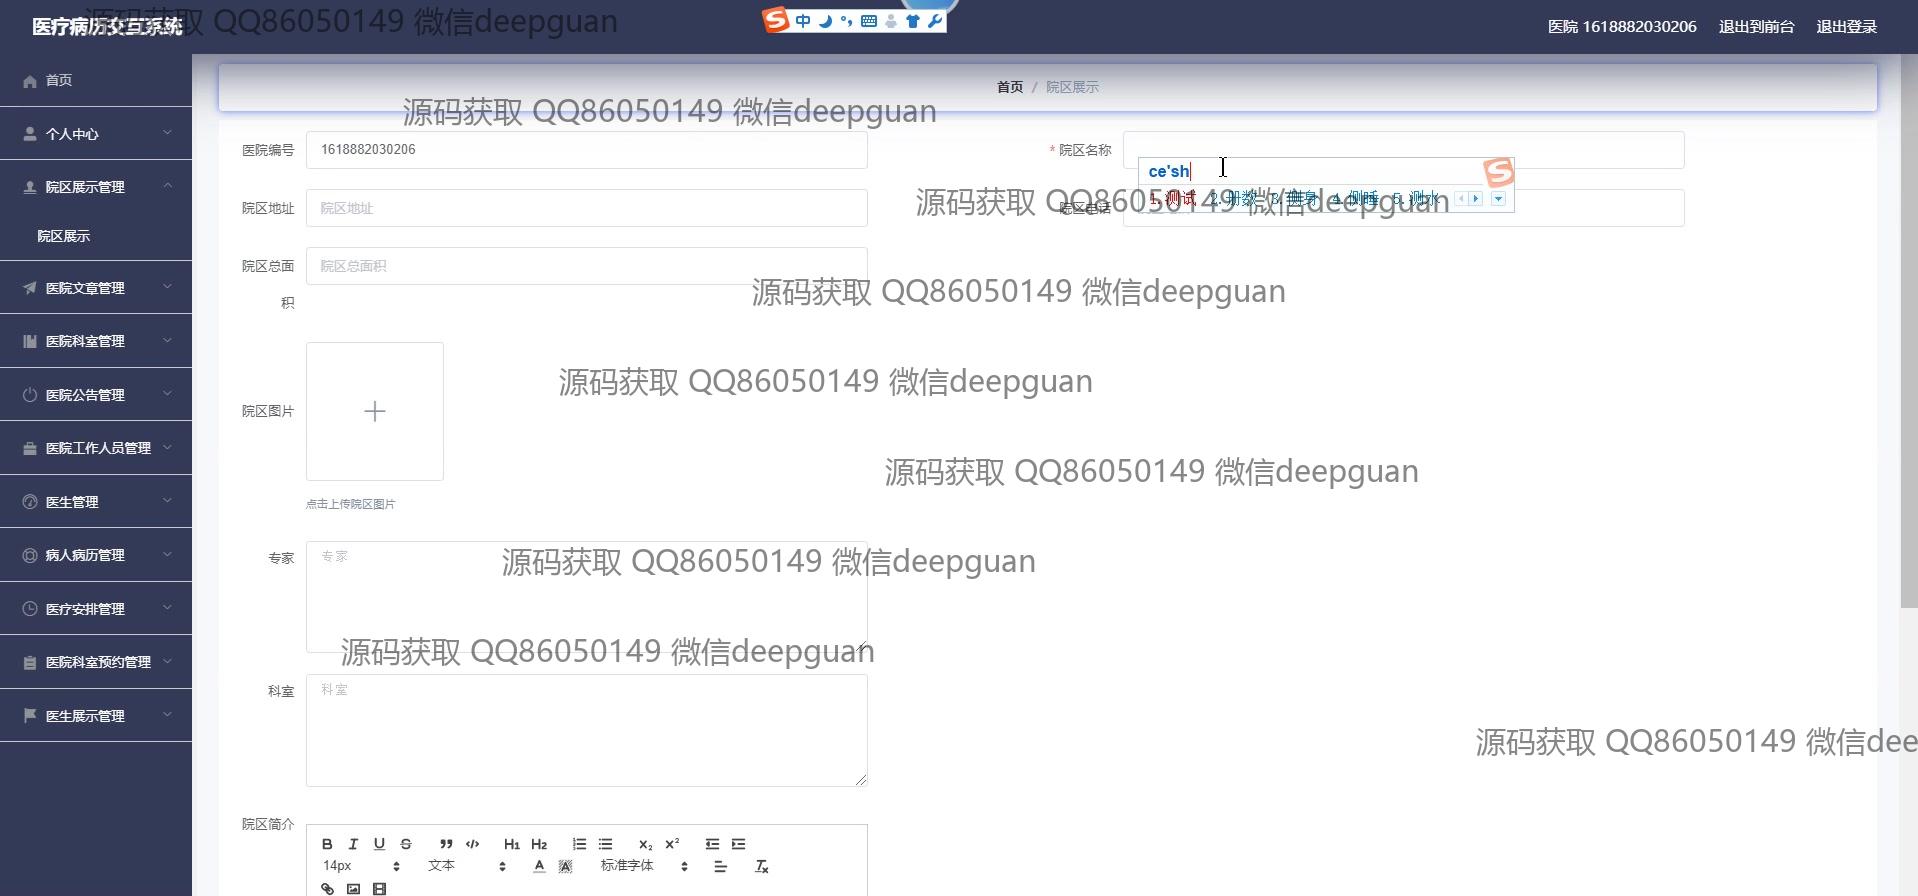 医疗病历交互系统
源码获取 QQ86050149 微信deepguan
中
医院 1618882030206
退出到前台
退出登录
首页
个人中心
院区展示管理
院区展示
医院文章管理
医院科室管理
医院公告管理
医院工作人员管理
医生管理
病人病历管理
医疗安排管理
医院科室预约管理
医生展示管理
首页 / 院区展示
源码获取 QQ86050149 微信deepguan
医院编号 1618882030206
* 院区名称
ce'sh
1.测试 2.册数 3.侧身 4.侧睡 5.测水
院区地址 院区地址
院区电话
源码获取 QQ86050149 微信deepguan
院区总面积 院区总面积
源码获取 QQ86050149 微信deepguan
源码获取 QQ86050149 微信deepguan
院区图片
源码获取 QQ86050149 微信deepguan
点击上传院区图片
专家 专家
源码获取 QQ86050149 微信deepguan
源码获取 QQ86050149 微信deepguan
科室 科室
源码获取 QQ86050149 微信dee
院区简介
B I U S ” </> H1 H2 x2 x2
14px 文本 A A 标准字体 Tx